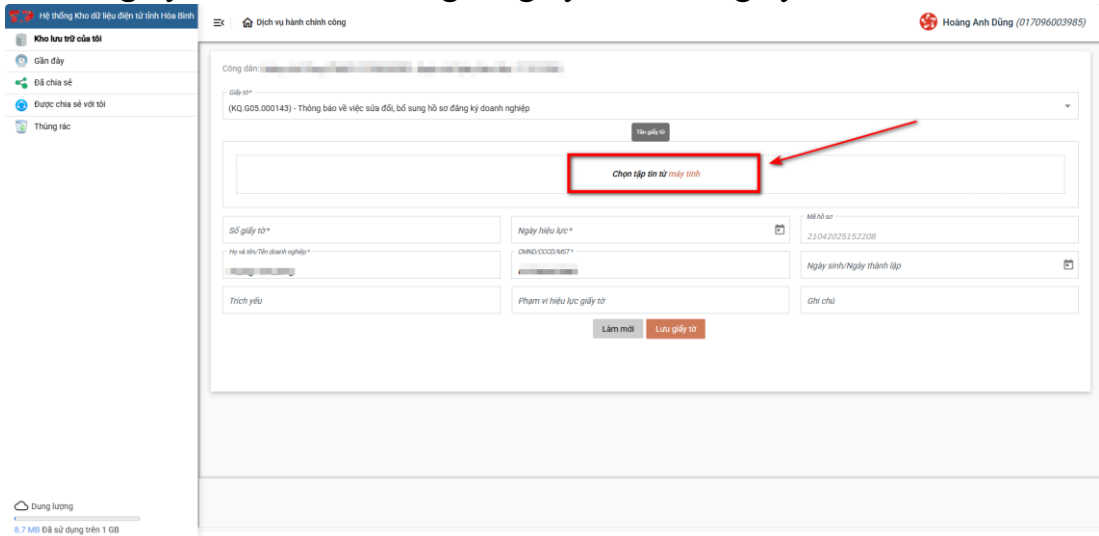 Hệ thống Kho dữ liệu điện tử tỉnh Hòa Bình
Dịch vụ hành chính công
Hoàng Anh Dũng (017096003985)
Kho lưu trữ của tôi
Gần đây
Đã chia sẻ
Được chia sẻ với tôi
Thùng rác
Công dân:
Giấy tờ*
(KQ.G05.000143) - Thông báo về việc sửa đổi, bổ sung hồ sơ đăng ký doanh nghiệp
Tên giấy tờ
Chọn tập tin từ máy tính
Số giấy tờ*
Ngày hiệu lực*
Mã hồ sơ
21042025152208
Họ và tên/Tên doanh nghiệp*
CMND/CCCD/MST*
Ngày sinh/Ngày thành lập
Trích yếu
Phạm vi hiệu lực giấy tờ
Ghi chú
Làm mới
Lưu giấy tờ
Dung lượng
8.7 MB Đã sử dụng trên 1 GB